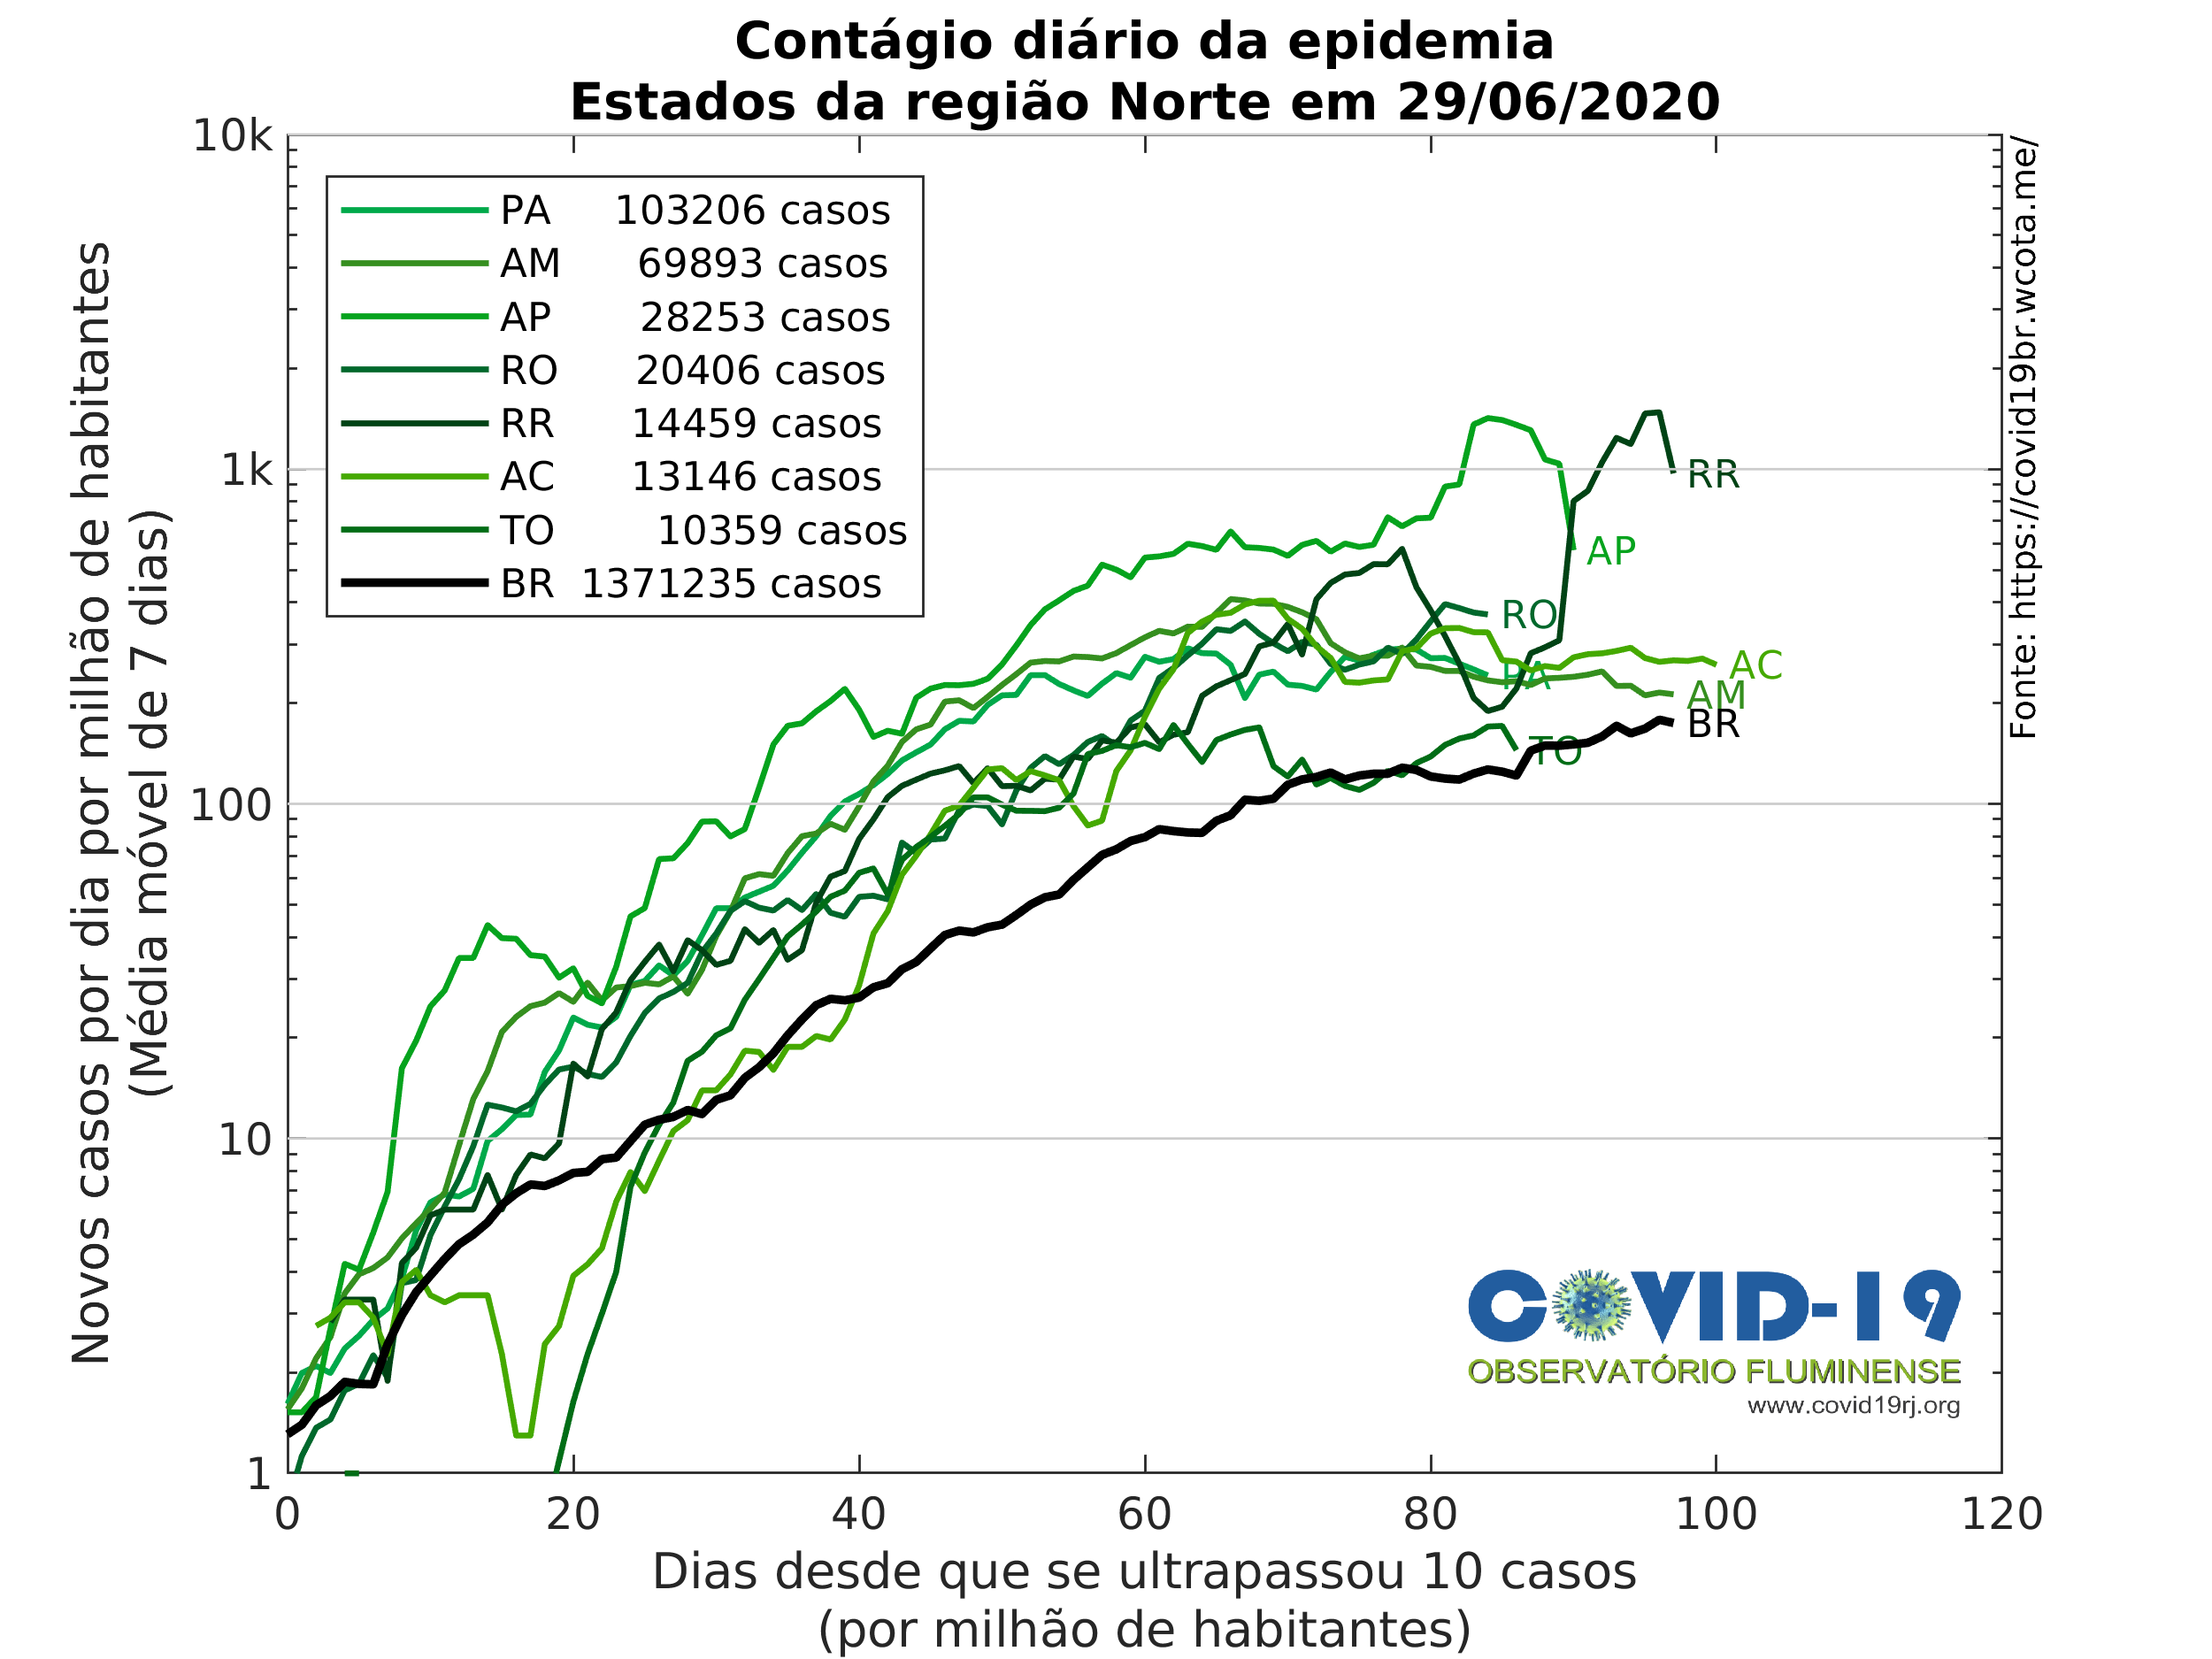 Contágio diário da epidemia
Estados da região Norte em 29/06/2020
Novos casos por dia por milhão de habitantes
(Média móvel de 7 dias)
10k
1k
100
10
1
PA 103206 casos
AM 69893 casos
AP 28253 casos
RO 20406 casos
RR 14459 casos
AC 13146 casos
TO 10359 casos
BR 1371235 casos
RR
AP
RO
PA
AC
AM
BR
TO
Fonte: https://covid19br.wcota.me/
COVID-19
OBSERVATÓRIO FLUMINENSE
www.covid19rj.org
0 20 40 60 80 100 120
Dias desde que se ultrapassou 10 casos
(por milhão de habitantes)